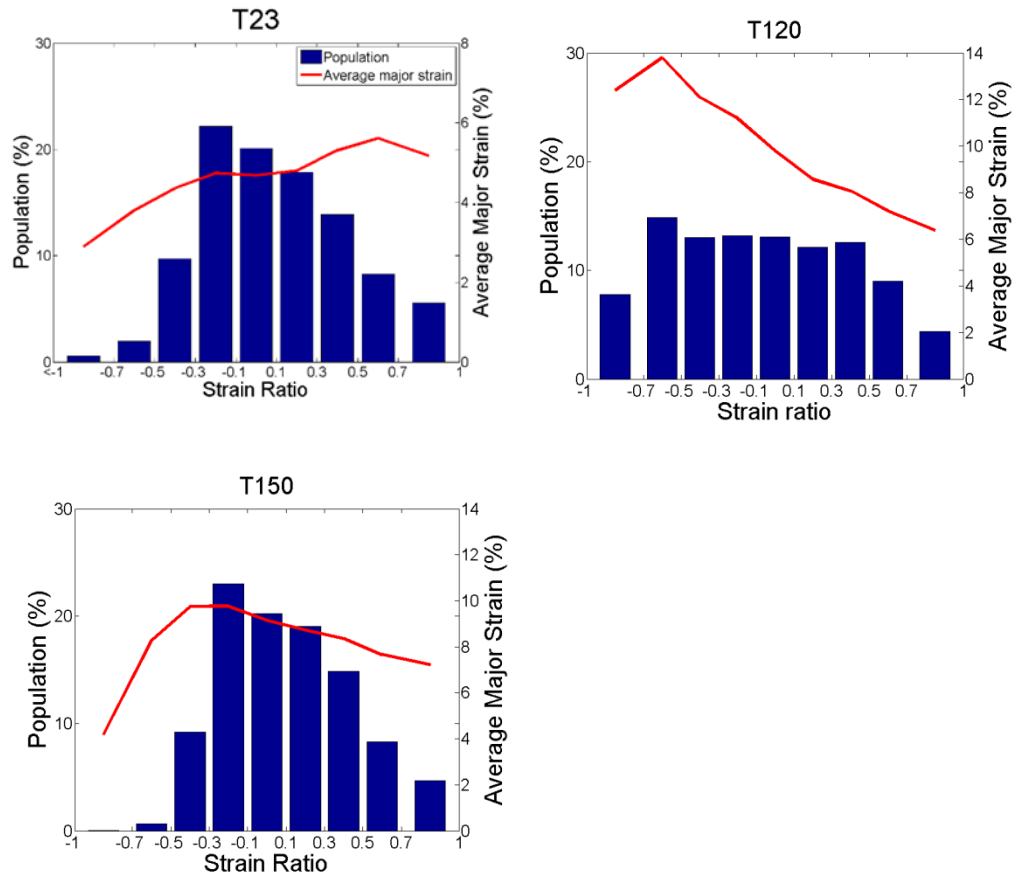 T23
30
20
10
0
Population (%)
8
6
4
2
0
Average Major Strain (%)
Population
Average major strain
<-1 -0.7 -0.5 -0.3 -0.1 0.1 0.3 0.5 0.7 1
Strain Ratio
T120
30
20
10
0
Population (%)
14
12
10
8
6
4
2
0
Average Major Strain (%)
-1 -0.7 -0.5 -0.3 -0.1 0.1 0.3 0.5 0.7 1
Strain ratio
T150
30
20
10
0
Population (%)
14
12
10
8
6
4
2
0
Average Major Strain (%)
-1 -0.7 -0.5 -0.3 -0.1 0.1 0.3 0.5 0.7 1
Strain Ratio